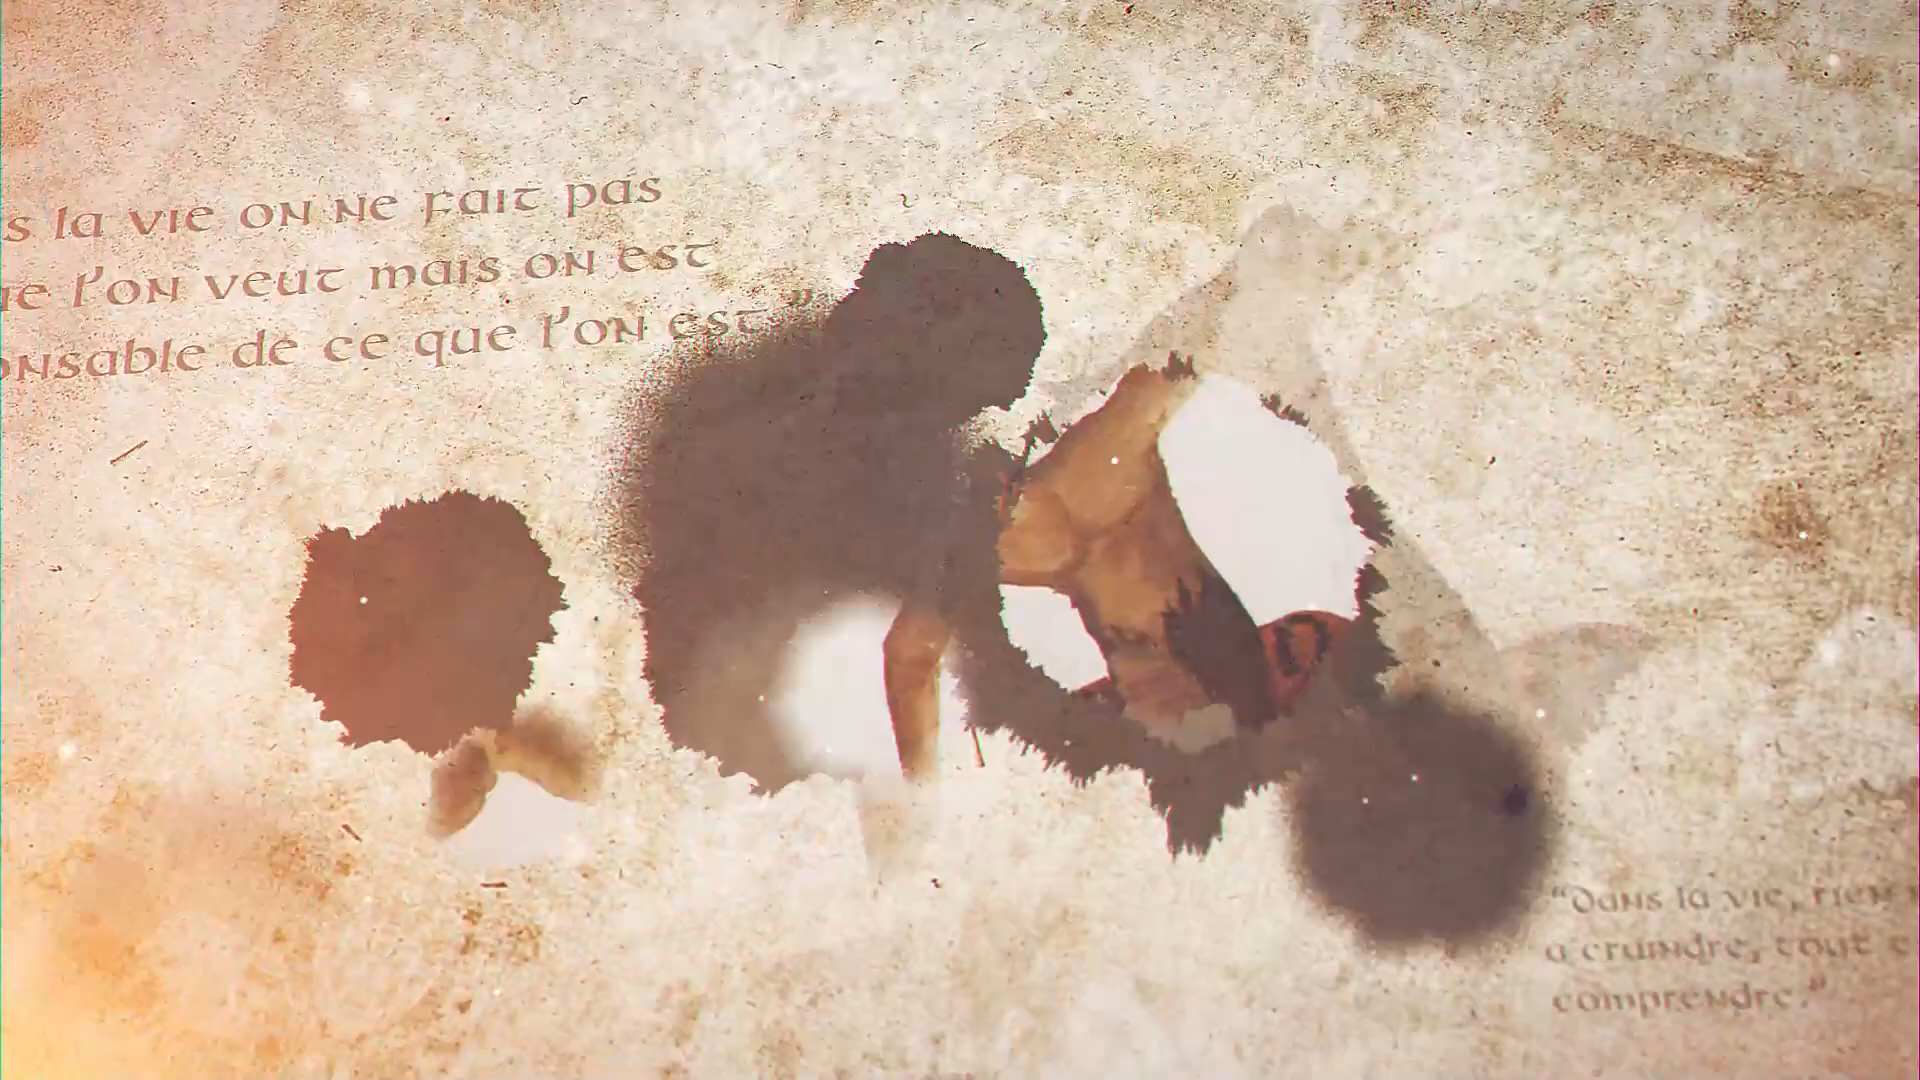 s la vie on ne fait pas
ue l'on veut mais on est
onsable de ce que l'on est"
"Dans la vie, rien
a craindre, tout
comprendre."